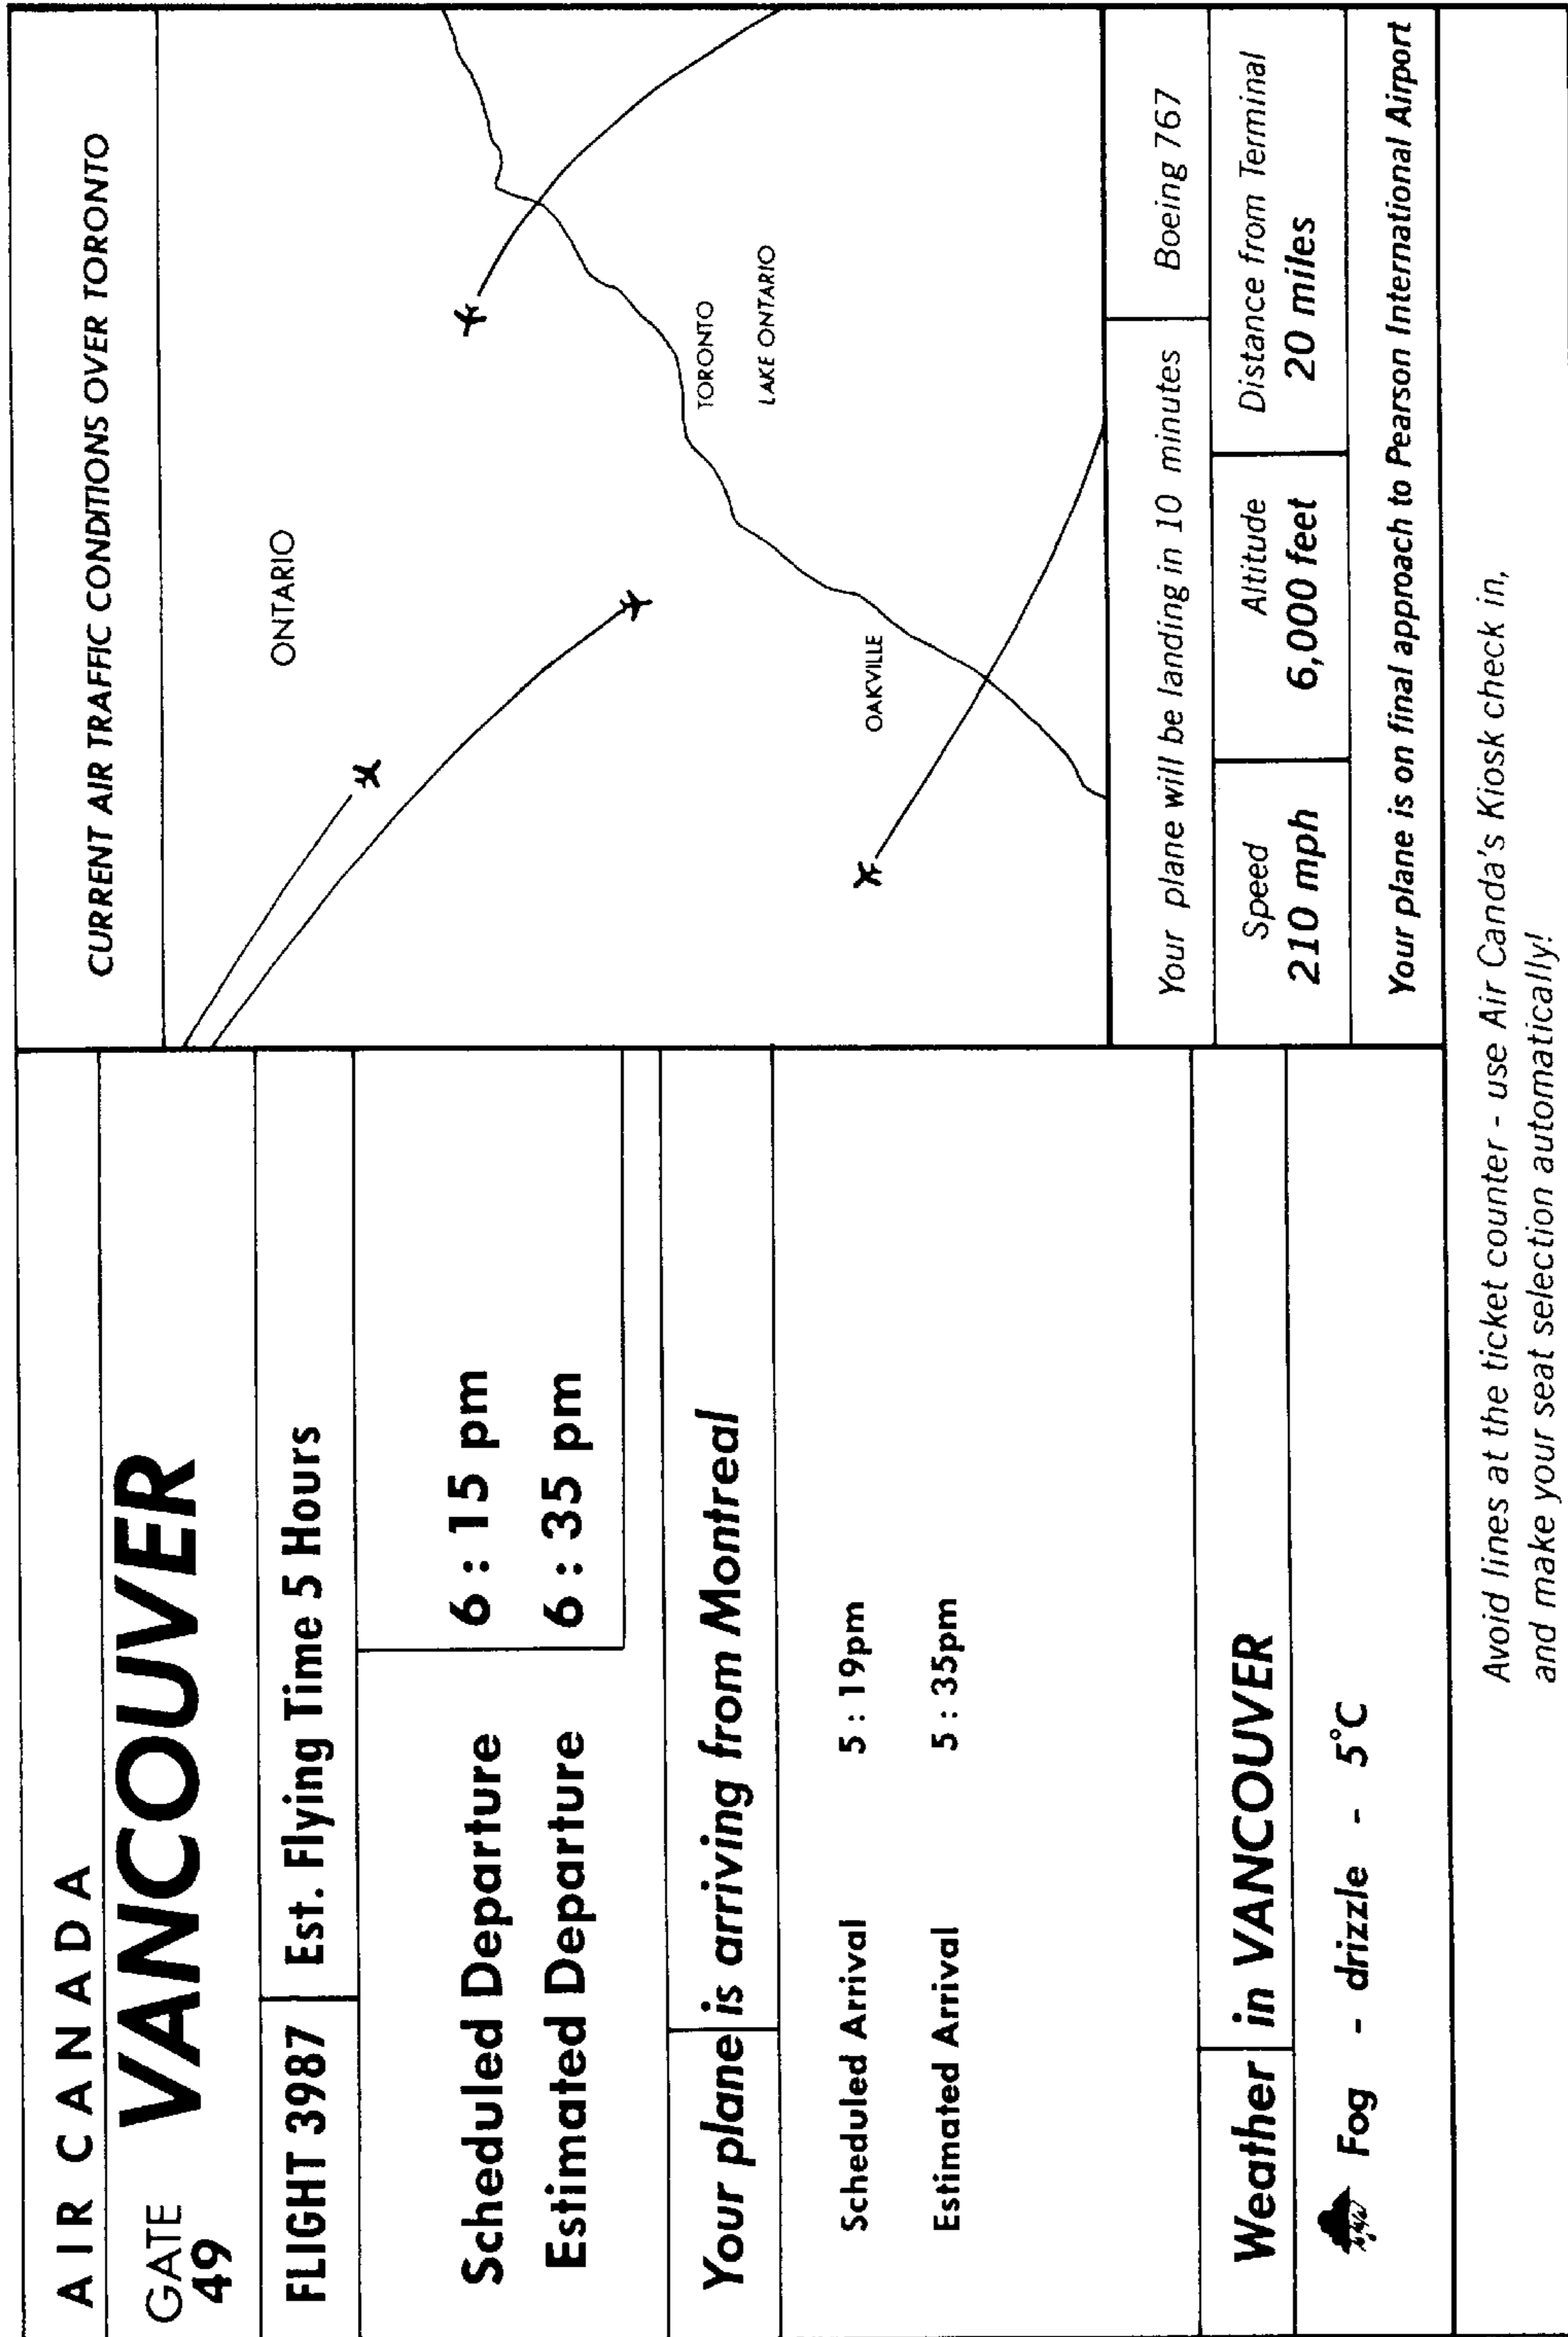 AIR CANADA
GATE
49
VANCOUVER
FLIGHT 3987
Est. Flying Time 5 Hours
Scheduled Departure 6 : 15 pm
Estimated Departure 6 : 35 pm
Your plane is arriving from Montreal
Scheduled Arrival 5 : 19pm
Estimated Arrival 5 : 35pm
Weather in VANCOUVER
Fog - drizzle - 5°C
CURRENT AIR TRAFFIC CONDITIONS OVER TORONTO
ONTARIO
TORONTO
LAKE ONTARIO
OAKVILLE
Your plane will be landing in 10 minutes
Boeing 767
Speed
210 mph
Altitude
6,000 feet
Distance from Terminal
20 miles
Your plane is on final approach to Pearson International Airport
Avoid lines at the ticket counter - use Air Canda's Kiosk check in,
and make your seat selection automatically!